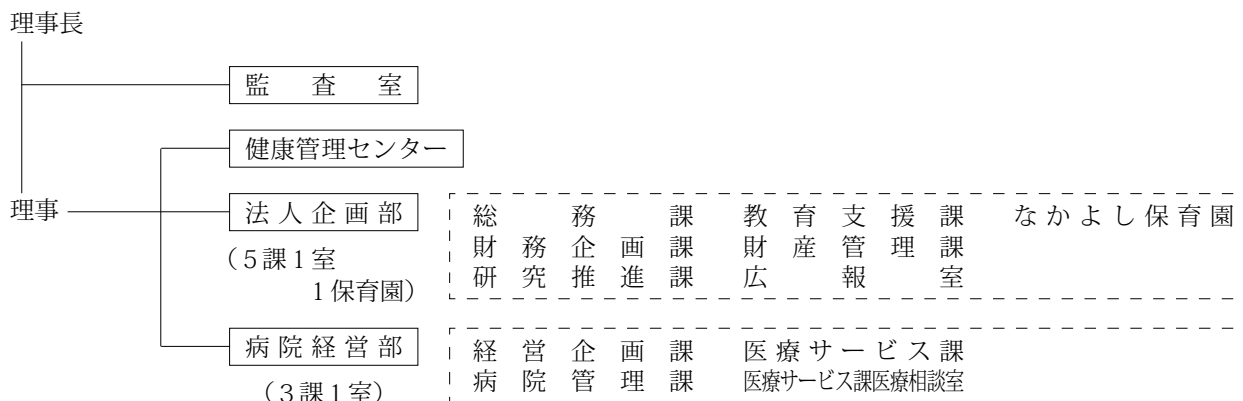 理事長
監査室
健康管理センター
理事
法人企画部
(5課1室
1保育園)
総務課 教育支援課 なかよし保育園
財務企画課 財産管理課
研究推進課 広報室
病院経営部
(3課1室)
経営企画課 医療サービス課
病院管理課 医療サービス課医療相談室